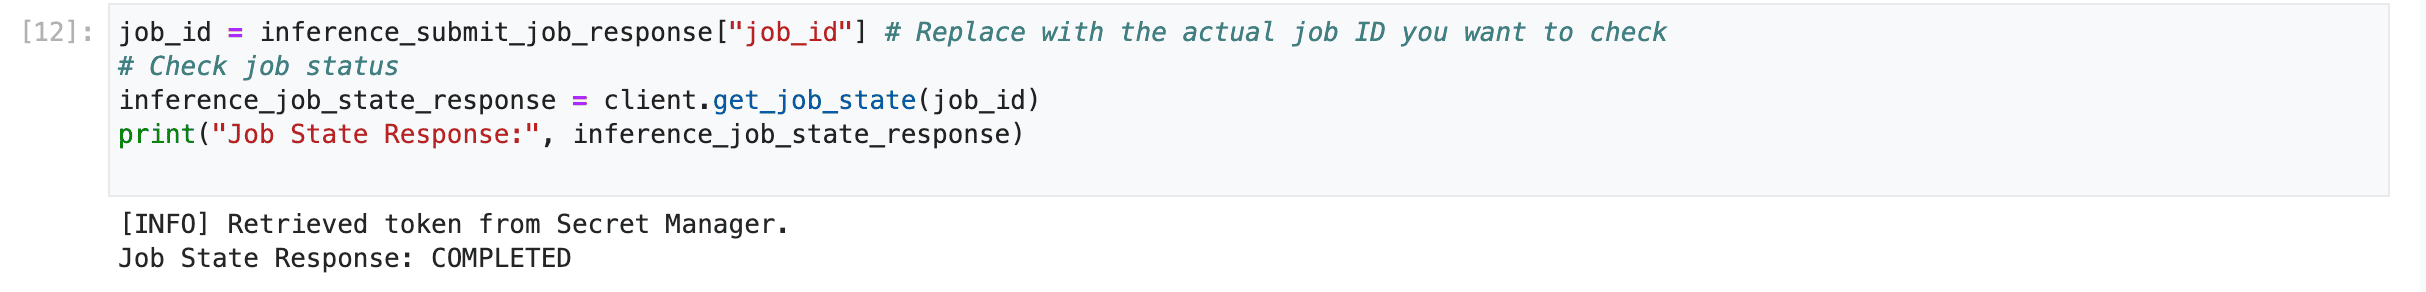 [12]: job_id = inference_submit_job_response["job_id"] # Replace with the actual job ID you want to check
# Check job status
inference_job_state_response = client.get_job_state(job_id)
print("Job State Response:", inference_job_state_response)
[INFO] Retrieved token from Secret Manager.
Job State Response: COMPLETED